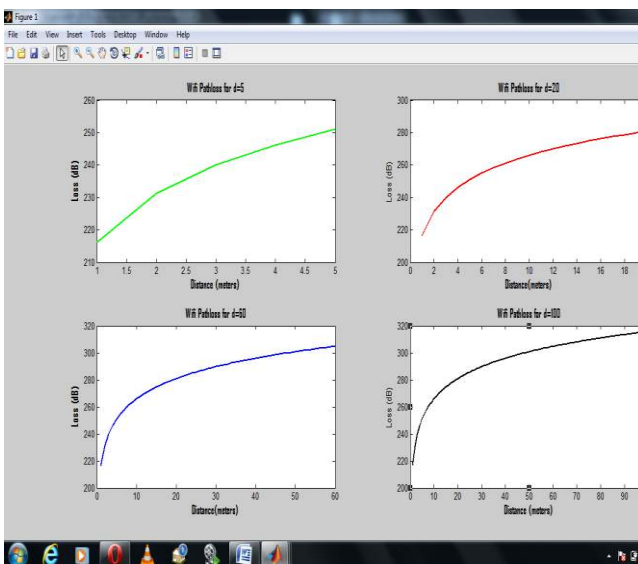 Figure 1
File Edit View Insert Tools Desktop Window Help
Wifi Pathloss for d=5
260
250
240
230
220
210
1 1.5 2 2.5 3 3.5 4 4.5 5
Loss (dB)
Distance (meters)
Wifi Pathloss for d=20
300
280
260
240
220
200
0 2 4 6 8 10 12 14 16 18
Loss (dB)
Distance(meters)
Wifi Pathloss for d=60
320
300
280
260
240
220
200
0 10 20 30 40 50 60
Loss (dB)
Distance(meters)
Wifi Pathloss for d=100
320
300
280
260
240
220
200
0 10 20 30 40 50 60 70 80 90
Loss (dB)
Distance (meters)